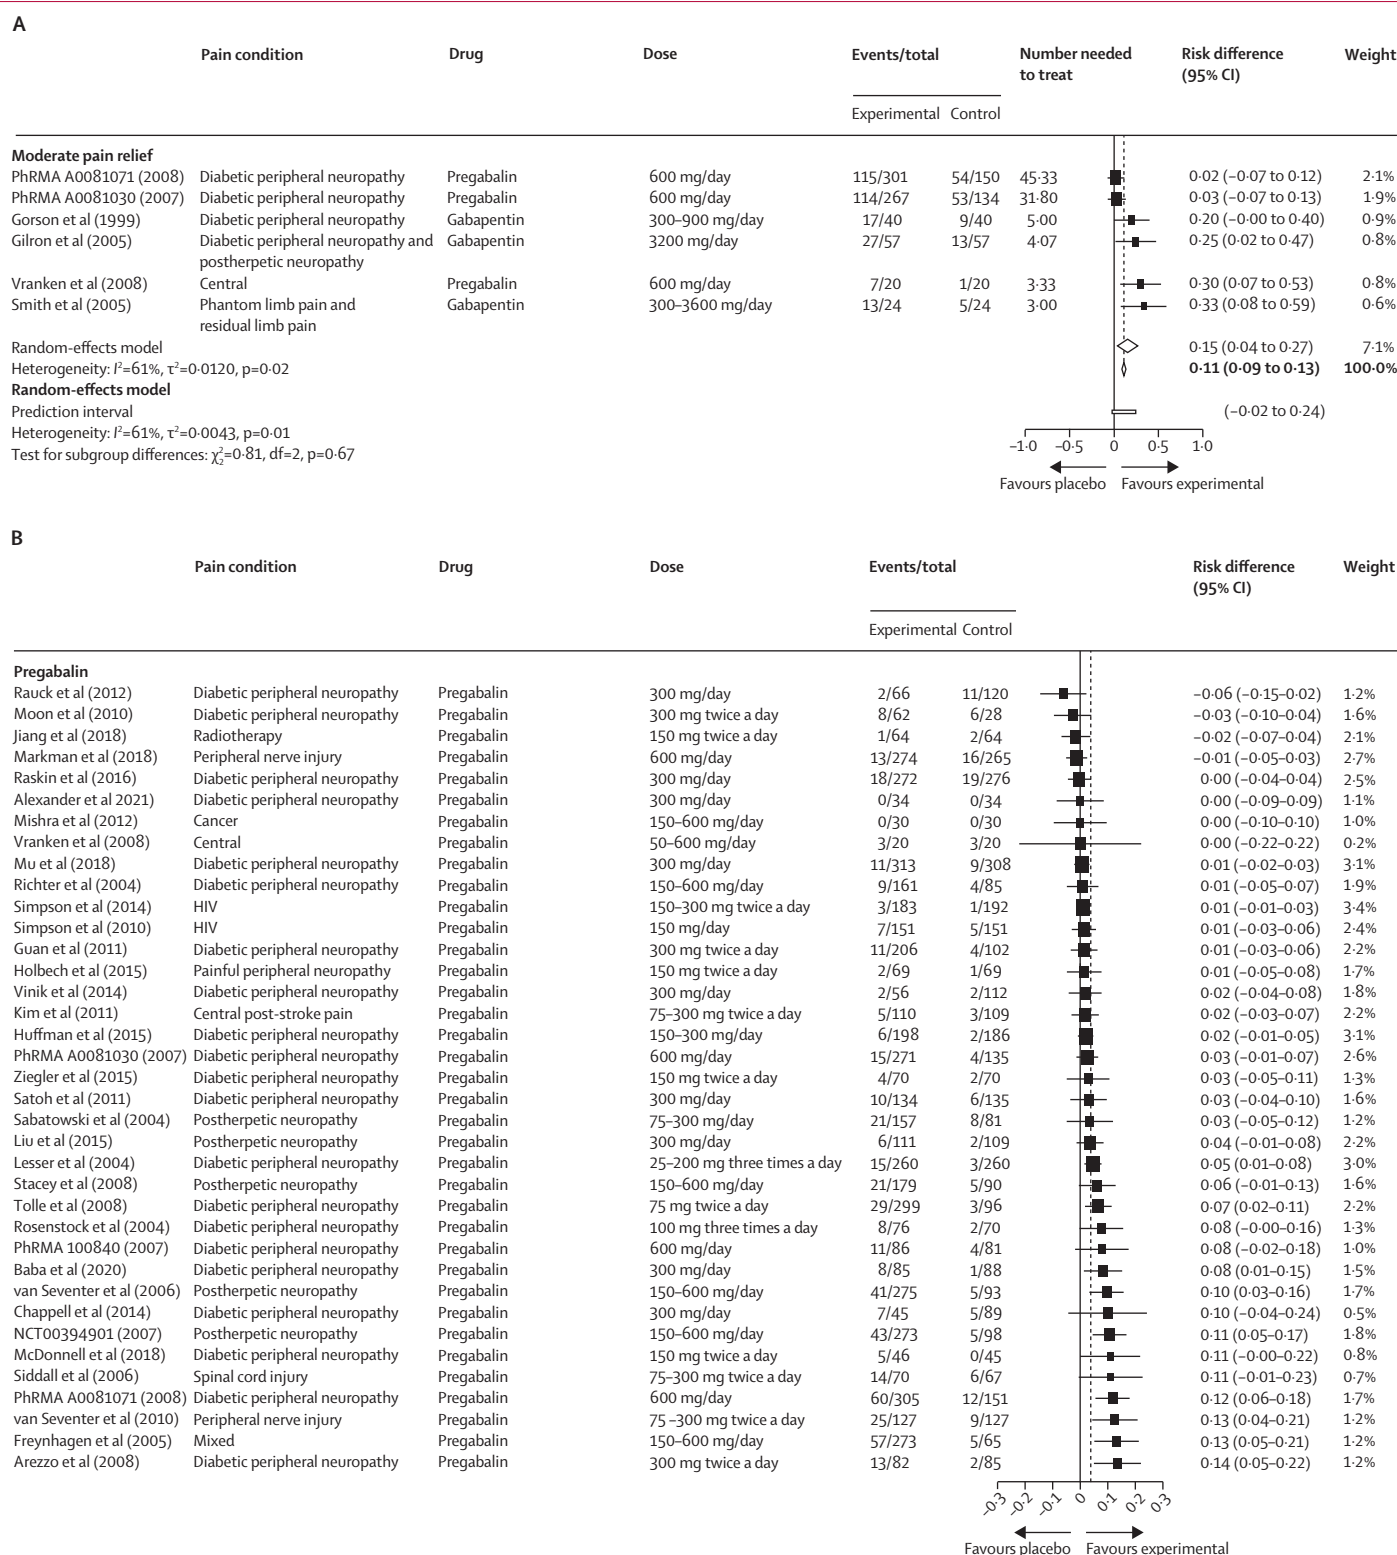 A
Pain condition Drug Dose Events/total Number needed to treat Risk difference (95% CI) Weight
Experimental Control
Moderate pain relief
PhRMA A0081071 (2008) Diabetic peripheral neuropathy Pregabalin 600 mg/day 115/301 54/150 45·33 0·02 (−0·07 to 0·12) 2·1%
PhRMA A0081030 (2007) Diabetic peripheral neuropathy Pregabalin 600 mg/day 114/267 53/134 31·80 0·03 (−0·07 to 0·13) 1·9%
Gorson et al (1999) Diabetic peripheral neuropathy Gabapentin 300–900 mg/day 17/40 9/40 5·00 0·20 (−0·00 to 0·40) 0·9%
Gilron et al (2005) Diabetic peripheral neuropathy and Gabapentin 3200 mg/day 27/57 13/57 4·07 0·25 (0·02 to 0·47) 0·8%
postherpetic neuropathy
Vranken et al (2008) Central Pregabalin 600 mg/day 7/20 1/20 3·33 0·30 (0·07 to 0·53) 0·8%
Smith et al (2005) Phantom limb pain and Gabapentin 300–3600 mg/day 13/24 5/24 3·00 0·33 (0·08 to 0·59) 0·6%
residual limb pain
Random-effects model 0·15 (0·04 to 0·27) 7·1%
Heterogeneity: I²=61%, τ²=0·0120, p=0·02 0·11 (0·09 to 0·13) 100·0%
Random-effects model
Prediction interval (−0·02 to 0·24)
Heterogeneity: I²=61%, τ²=0·0043, p=0·01
Test for subgroup differences: χ²₂=0·81, df=2, p=0·67
−1·0 −0·5 0 0·5 1·0
Favours placebo Favours experimental
B
Pain condition Drug Dose Events/total Risk difference (95% CI) Weight
Experimental Control
Pregabalin
Rauck et al (2012) Diabetic peripheral neuropathy Pregabalin 300 mg/day 2/66 11/120 −0·06 (−0·15–0·02) 1·2%
Moon et al (2010) Diabetic peripheral neuropathy Pregabalin 300 mg twice a day 8/62 6/28 −0·03 (−0·10–0·04) 1·6%
Jiang et al (2018) Radiotherapy Pregabalin 150 mg twice a day 1/64 2/64 −0·02 (−0·07–0·04) 2·1%
Markman et al (2018) Peripheral nerve injury Pregabalin 600 mg/day 13/274 16/265 −0·01 (−0·05–0·03) 2·7%
Raskin et al (2016) Diabetic peripheral neuropathy Pregabalin 300 mg/day 18/272 19/276 0·00 (−0·04–0·04) 2·5%
Alexander et al 2021) Diabetic peripheral neuropathy Pregabalin 300 mg/day 0/34 0/34 0·00 (−0·09–0·09) 1·1%
Mishra et al (2012) Cancer Pregabalin 150–600 mg/day 0/30 0/30 0·00 (−0·10–0·10) 1·0%
Vranken et al (2008) Central Pregabalin 50–600 mg/day 3/20 3/20 0·00 (−0·22–0·22) 0·2%
Mu et al (2018) Diabetic peripheral neuropathy Pregabalin 300 mg/day 11/313 9/308 0·01 (−0·02–0·03) 3·1%
Richter et al (2004) Diabetic peripheral neuropathy Pregabalin 150–600 mg/day 9/161 4/85 0·01 (−0·05–0·07) 1·9%
Simpson et al (2014) HIV Pregabalin 150–300 mg twice a day 3/183 1/192 0·01 (−0·01–0·03) 3·4%
Simpson et al (2010) HIV Pregabalin 150 mg/day 7/151 5/151 0·01 (−0·03–0·06) 2·4%
Guan et al (2011) Diabetic peripheral neuropathy Pregabalin 300 mg twice a day 11/206 4/102 0·01 (−0·03–0·06) 2·2%
Holbech et al (2015) Painful peripheral neuropathy Pregabalin 150 mg twice a day 2/69 1/69 0·01 (−0·05–0·08) 1·7%
Vinik et al (2014) Diabetic peripheral neuropathy Pregabalin 300 mg/day 2/56 2/112 0·02 (−0·04–0·08) 1·8%
Kim et al (2011) Central post-stroke pain Pregabalin 75–300 mg twice a day 5/110 3/109 0·02 (−0·03–0·07) 2·2%
Huffman et al (2015) Diabetic peripheral neuropathy Pregabalin 150–300 mg/day 6/198 2/186 0·02 (−0·01–0·05) 3·1%
PhRMA A0081030 (2007) Diabetic peripheral neuropathy Pregabalin 600 mg/day 15/271 4/135 0·03 (−0·01–0·07) 2·6%
Ziegler et al (2015) Diabetic peripheral neuropathy Pregabalin 150 mg twice a day 4/70 2/70 0·03 (−0·05–0·11) 1·3%
Satoh et al (2011) Diabetic peripheral neuropathy Pregabalin 300 mg/day 10/134 6/135 0·03 (−0·04–0·10) 1·6%
Sabatowski et al (2004) Postherpetic neuropathy Pregabalin 75–300 mg/day 21/157 8/81 0·03 (−0·05–0·12) 1·2%
Liu et al (2015) Postherpetic neuropathy Pregabalin 300 mg/day 6/111 2/109 0·04 (−0·01–0·08) 2·2%
Lesser et al (2004) Diabetic peripheral neuropathy Pregabalin 25–200 mg three times a day 15/260 3/260 0·05 (0·01–0·08) 3·0%
Stacey et al (2008) Postherpetic neuropathy Pregabalin 150–600 mg/day 21/179 5/90 0·06 (−0·01–0·13) 1·6%
Tolle et al (2008) Diabetic peripheral neuropathy Pregabalin 75 mg twice a day 29/299 3/96 0·07 (0·02–0·11) 2·2%
Rosenstock et al (2004) Diabetic peripheral neuropathy Pregabalin 100 mg three times a day 8/76 2/70 0·08 (−0·00–0·16) 1·3%
PhRMA 100840 (2007) Diabetic peripheral neuropathy Pregabalin 600 mg/day 11/86 4/81 0·08 (−0·02–0·18) 1·0%
Baba et al (2020) Diabetic peripheral neuropathy Pregabalin 300 mg/day 8/85 1/88 0·08 (0·01–0·15) 1·5%
van Seventer et al (2006) Postherpetic neuropathy Pregabalin 150–600 mg/day 41/275 5/93 0·10 (0·03–0·16) 1·7%
Chappell et al (2014) Diabetic peripheral neuropathy Pregabalin 300 mg/day 7/45 5/89 0·10 (−0·04–0·24) 0·5%
NCT00394901 (2007) Postherpetic neuropathy Pregabalin 150–600 mg/day 43/273 5/98 0·11 (0·05–0·17) 1·8%
McDonnell et al (2018) Diabetic peripheral neuropathy Pregabalin 150 mg twice a day 5/46 0/45 0·11 (−0·00–0·22) 0·8%
Siddall et al (2006) Spinal cord injury Pregabalin 75–300 mg twice a day 14/70 6/67 0·11 (−0·01–0·23) 0·7%
PhRMA A0081071 (2008) Diabetic peripheral neuropathy Pregabalin 600 mg/day 60/305 12/151 0·12 (0·06–0·18) 1·7%
van Seventer et al (2010) Peripheral nerve injury Pregabalin 75 –300 mg twice a day 25/127 9/127 0·13 (0·04–0·21) 1·2%
Freynhagen et al (2005) Mixed Pregabalin 150–600 mg/day 57/273 5/65 0·13 (0·05–0·21) 1·2%
Arezzo et al (2008) Diabetic peripheral neuropathy Pregabalin 300 mg twice a day 13/82 2/85 0·14 (0·05–0·22) 1·2%
−0·3 −0·2 −0·1 0 0·1 0·2 0·3
Favours placebo Favours experimental